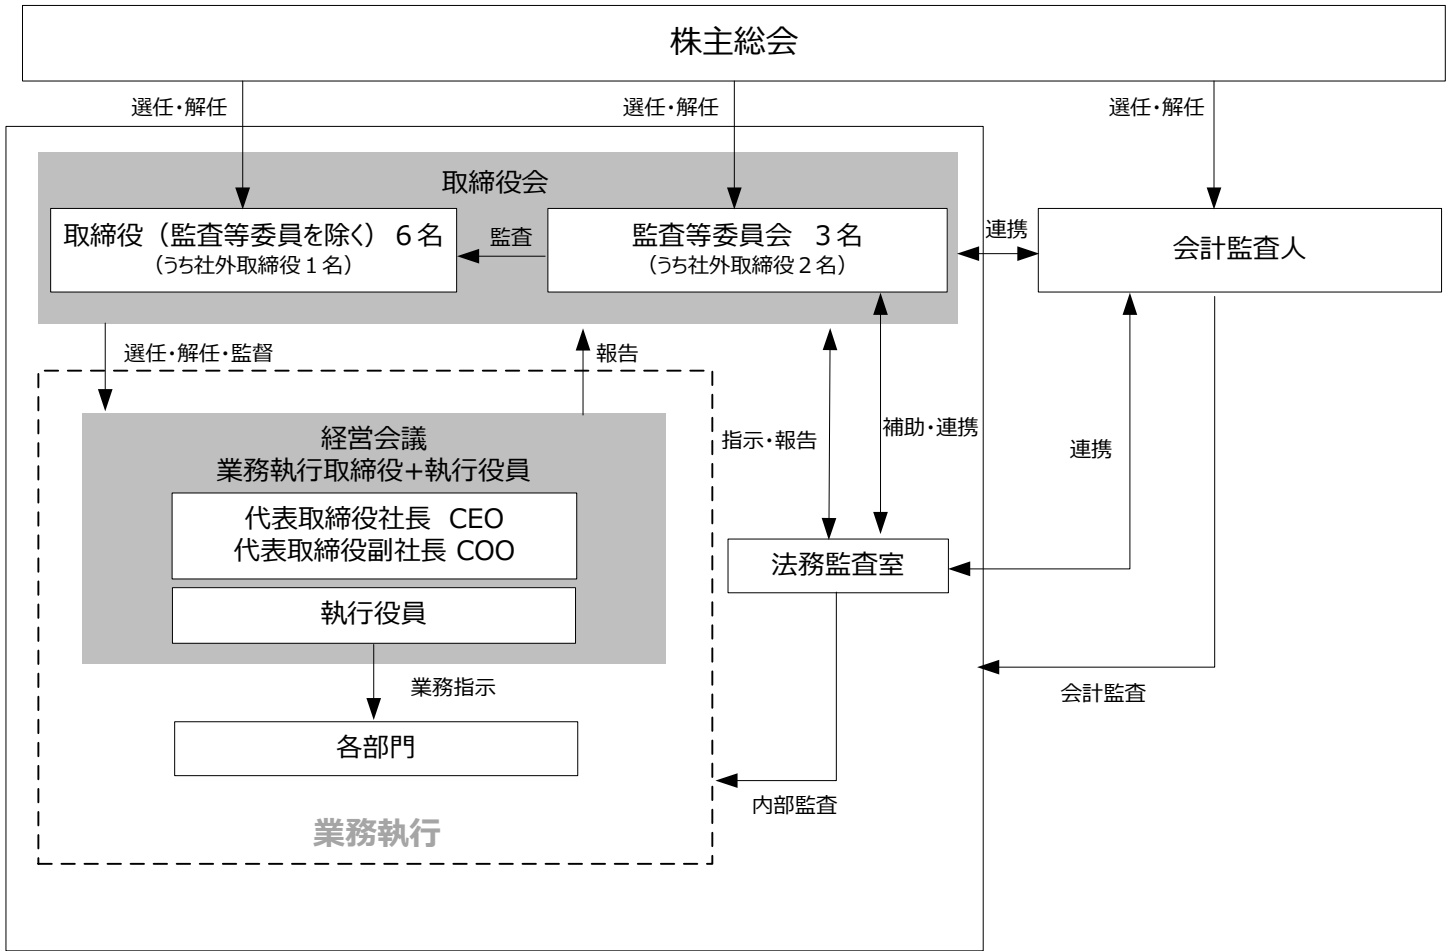 株主総会
選任・解任
選任・解任
選任・解任
取締役会
取締役（監査等委員を除く）６名
（うち社外取締役１名）
監査
監査等委員会　３名
（うち社外取締役２名）
連携
会計監査人
選任・解任・監督
報告
経営会議
業務執行取締役+執行役員
代表取締役社長 CEO
代表取締役副社長 COO
執行役員
指示・報告
補助・連携
連携
法務監査室
業務指示
会計監査
各部門
内部監査
業務執行